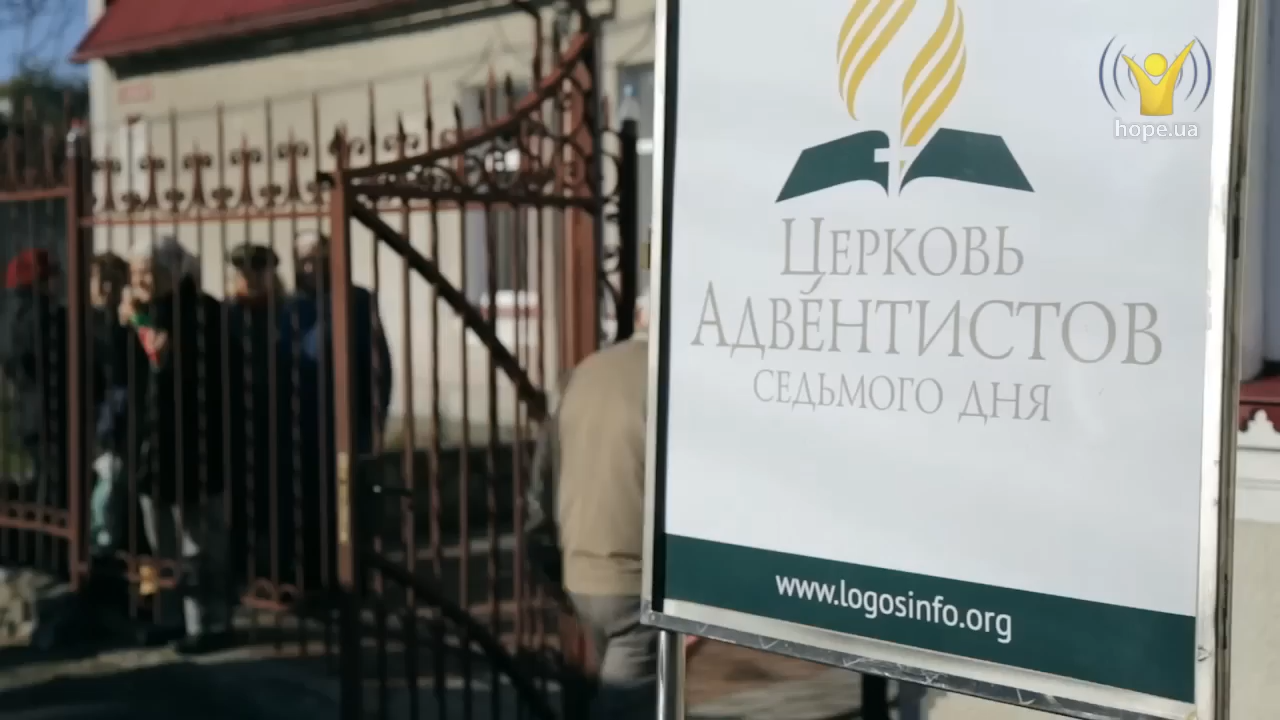 hope.ua
Церковь
Адвентистов
седьмого дня
www.logosinfo.org